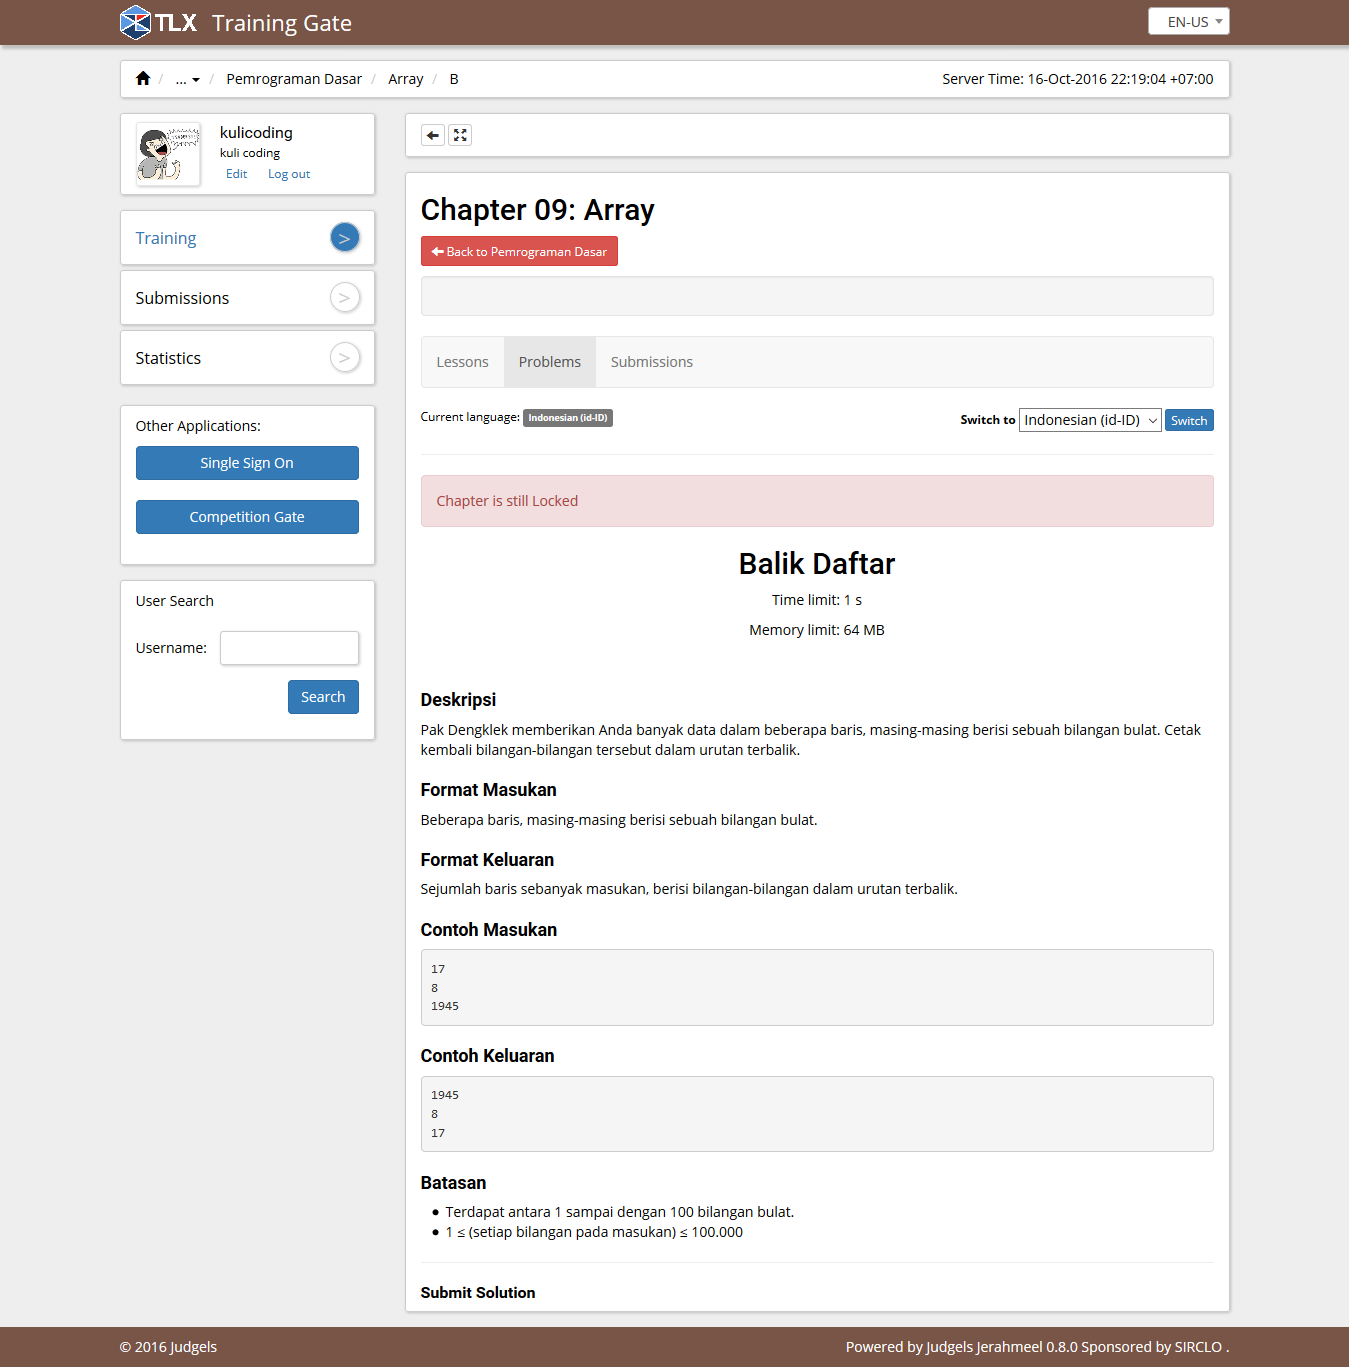 TLX Training Gate
EN-US
... Pemrograman Dasar / Array / B
Server Time: 16-Oct-2016 22:19:04 +07:00
kulicoding
kuli coding
Edit Log out
Training >
Submissions >
Statistics >
Other Applications:
Single Sign On
Competition Gate
User Search
Username:
Search
Chapter 09: Array
Back to Pemrograman Dasar
Lessons Problems Submissions
Current language: Indonesian (id-ID)
Switch to Indonesian (id-ID) Switch
Chapter is still Locked
Balik Daftar
Time limit: 1 s
Memory limit: 64 MB
Deskripsi
Pak Dengklek memberikan Anda banyak data dalam beberapa baris, masing-masing berisi sebuah bilangan bulat. Cetak
kembali bilangan-bilangan tersebut dalam urutan terbalik.
Format Masukan
Beberapa baris, masing-masing berisi sebuah bilangan bulat.
Format Keluaran
Sejumlah baris sebanyak masukan, berisi bilangan-bilangan dalam urutan terbalik.
Contoh Masukan
17
8
1945
Contoh Keluaran
1945
8
17
Batasan
• Terdapat antara 1 sampai dengan 100 bilangan bulat.
• 1 ≤ (setiap bilangan pada masukan) ≤ 100.000
Submit Solution
© 2016 Judgels
Powered by Judgels Jerahmeel 0.8.0 Sponsored by SIRCLO .